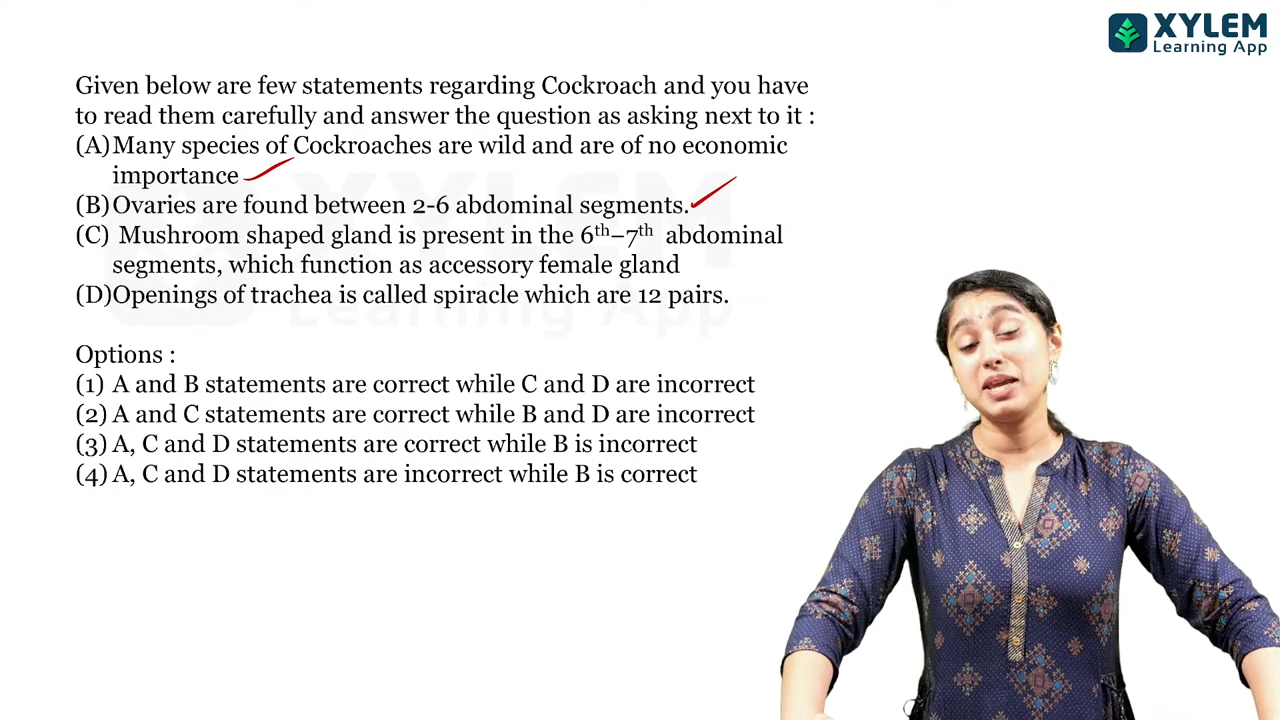 XYLEM
Learning App
Given below are few statements regarding Cockroach and you have
to read them carefully and answer the question as asking next to it :
(A)Many species of Cockroaches are wild and are of no economic
importance
(B)Ovaries are found between 2-6 abdominal segments.
(C) Mushroom shaped gland is present in the 6th–7th abdominal
segments, which function as accessory female gland
(D)Openings of trachea is called spiracle which are 12 pairs.
XYLEM
Learning App
Options :
(1) A and B statements are correct while C and D are incorrect
(2) A and C statements are correct while B and D are incorrect
(3) A, C and D statements are correct while B is incorrect
(4) A, C and D statements are incorrect while B is correct